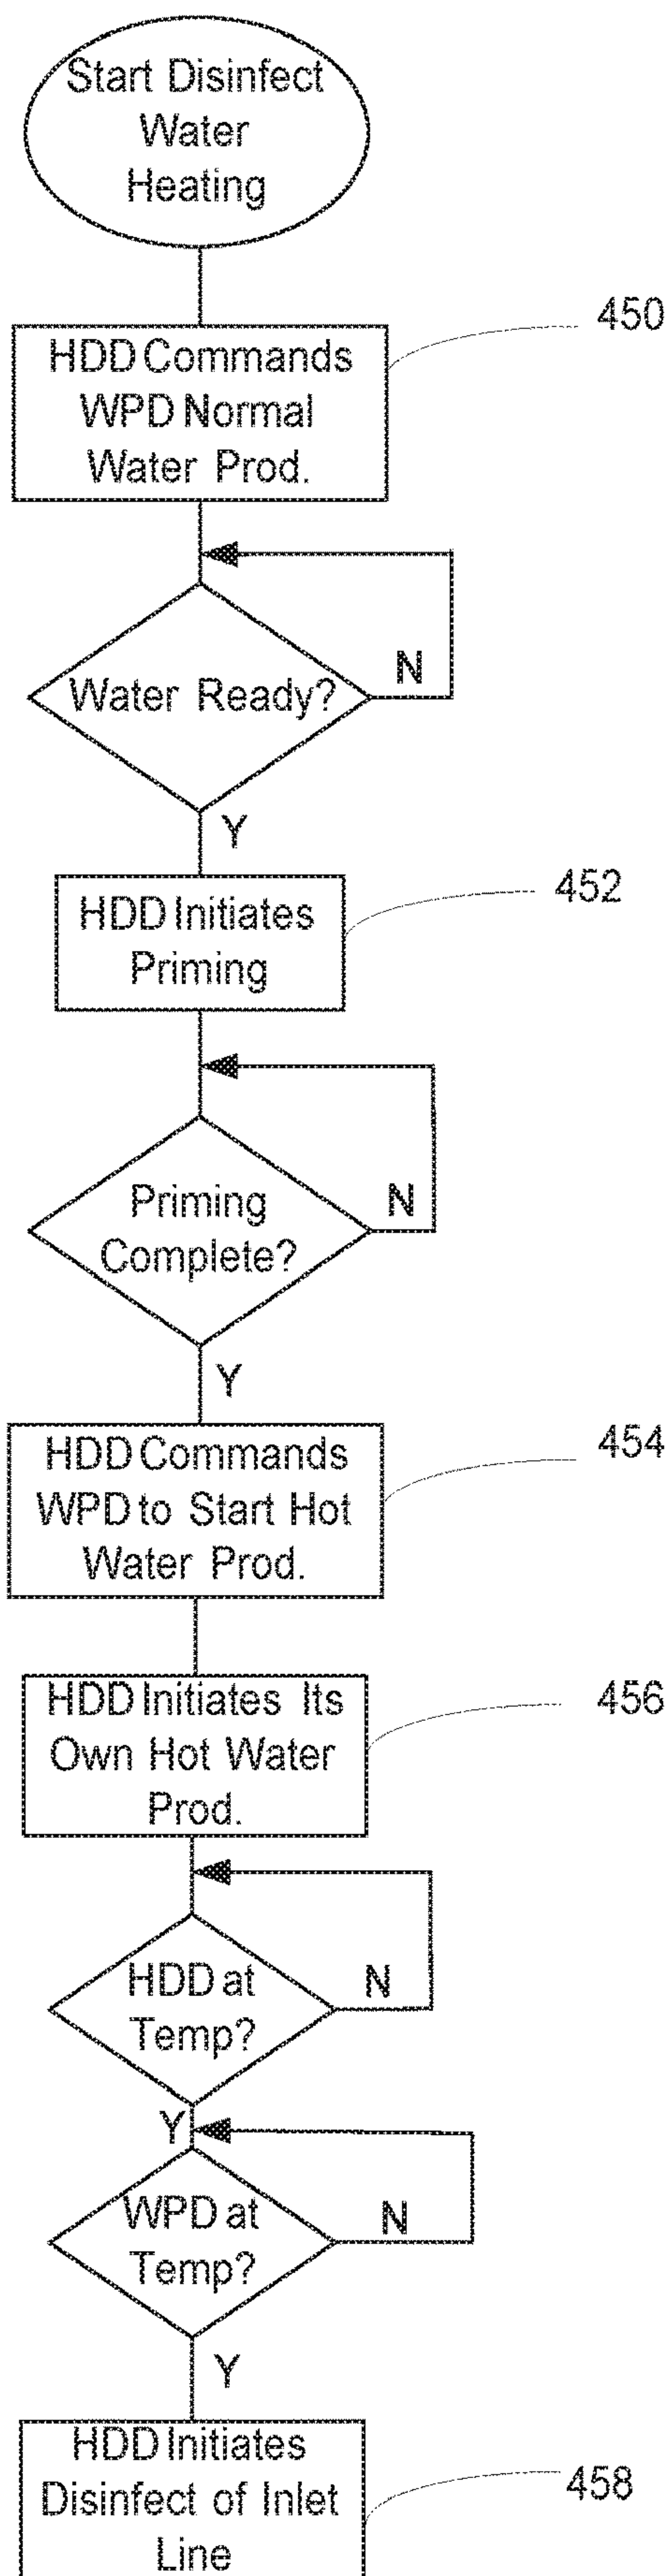 Start Disinfect
Water
Heating
450
HDD Commands
WPD Normal
Water Prod.
N
Water Ready?
Y
452
HDD Initiates
Priming
N
Priming
Complete?
Y
454
HDD Commands
WPD to Start Hot
Water Prod.
456
HDD Initiates Its
Own Hot Water
Prod.
N
HDD at
Temp?
Y
N
WPD at
Temp?
Y
HDD Initiates
Disinfect of Inlet
Line
458